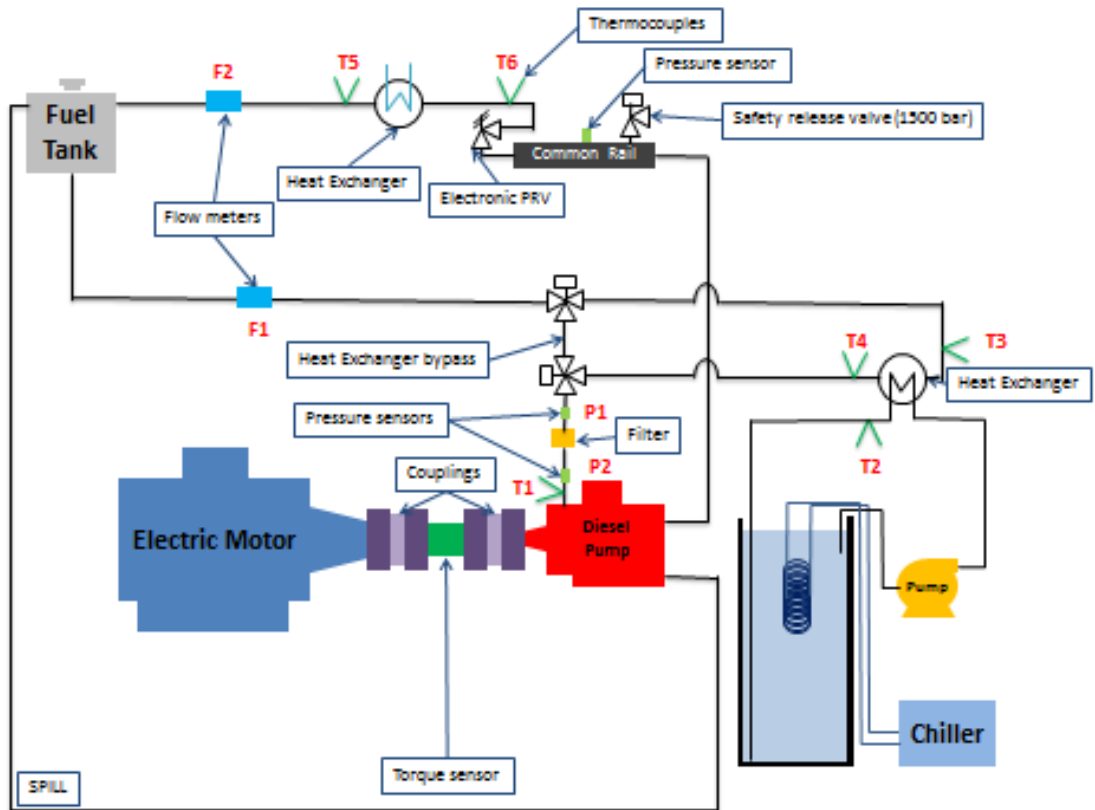 Thermocouples
F2
T5
T6
Pressure sensor
Fuel
Tank
Safety release valve (1300 bar)
Common Rail
Heat Exchanger
Electronic PRV
Flow meters
F1
Heat Exchanger bypass
T4
T3
Heat Exchanger
Pressure sensors
P1
Filter
T2
Couplings
T1
P2
Electric Motor
Diesel
Pump
Pump
Chiller
Torque sensor
SPILL